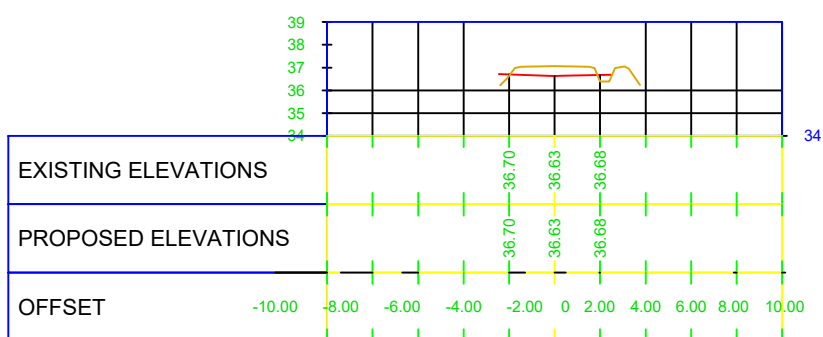 39
38
37
36
35
34
34
EXISTING ELEVATIONS 36.70 36.63 36.68
PROPOSED ELEVATIONS 36.70 36.63 36.68
OFFSET -10.00 -8.00 -6.00 -4.00 -2.00 0 2.00 4.00 6.00 8.00 10.00